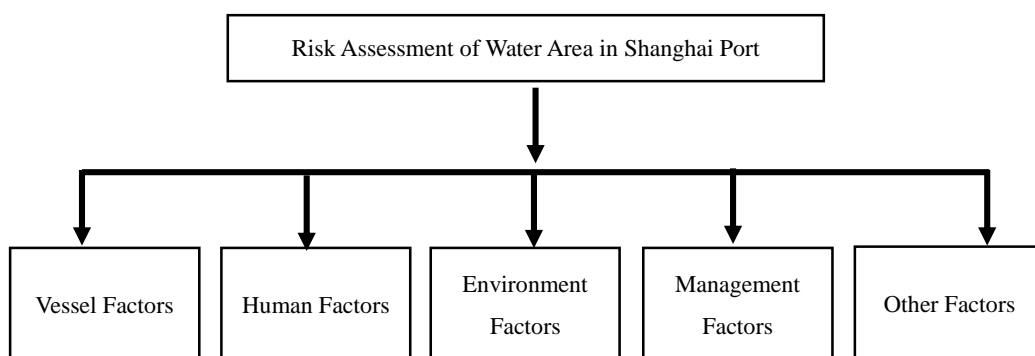 Risk Assessment of Water Area in Shanghai Port
Vessel Factors
Human Factors
Environment
Factors
Management
Factors
Other Factors